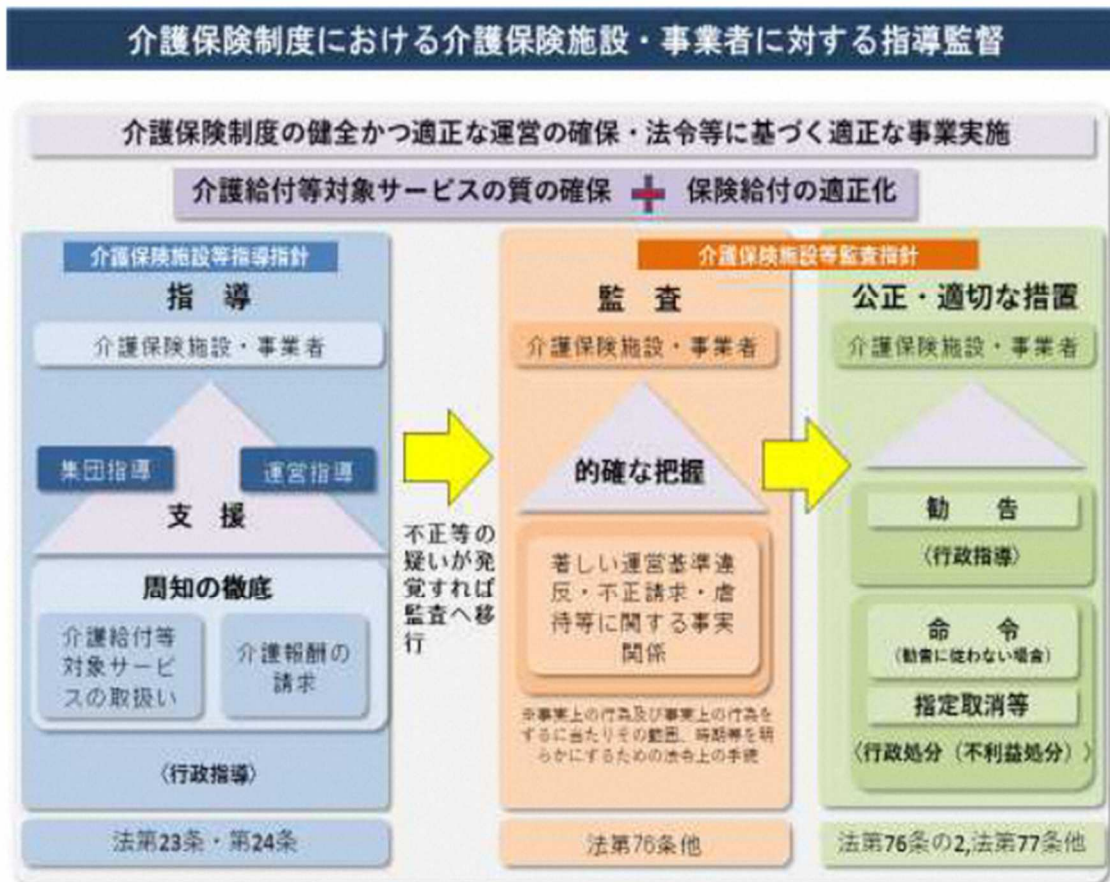 介護保険制度における介護保険施設・事業者に対する指導監督
介護保険制度の健全かつ適正な運営の確保・法令等に基づく適正な事業実施
介護給付等対象サービスの質の確保 ➕ 保険給付の適正化
介護保険施設等指導指針
指 導
介護保険施設・事業者
集団指導
運営指導
支 援
周知の徹底
介護給付等
対象サービ
スの取扱い
介護報酬の
請求
(行政指導)
法第23条・第24条
不正等の
疑いが発
覚すれば
監査へ移
行
介護保険施設等監査指針
監 査
介護保険施設・事業者
的確な把握
著しい運営基準違
反・不正請求・虐
待等に関する事実
関係
※事実上の行為及び事実上の行為を
するに当たりその範囲、時期等を明
らかにするための法令上の手続
法第76条他
公正・適切な措置
介護保険施設・事業者
勧 告
(行政指導)
命 令
(勧告に従わない場合)
指定取消等
(行政処分(不利益処分))
法第76条の2,法第77条他